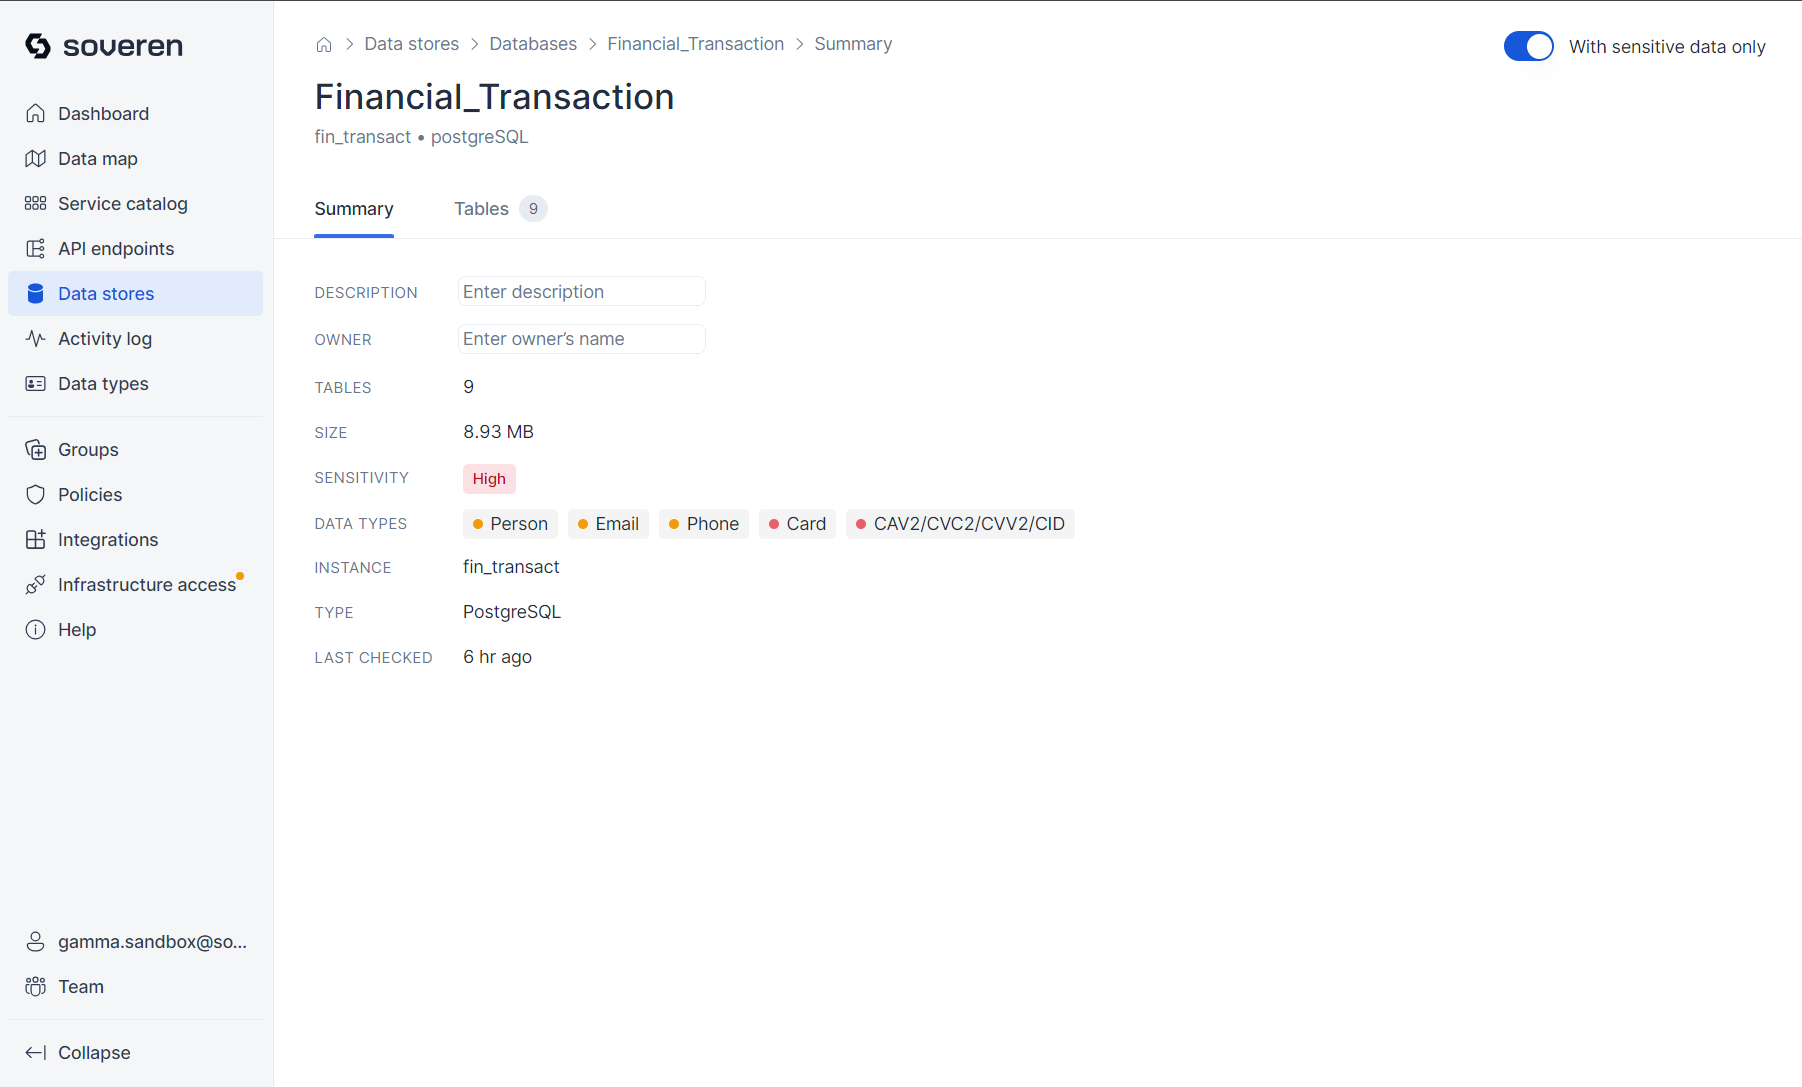 soveren
Dashboard
Data map
Service catalog
API endpoints
Data stores
Activity log
Data types
Groups
Policies
Integrations
Infrastructure access
Help
gamma.sandbox@so...
Team
Collapse
Data stores > Databases > Financial_Transaction > Summary
With sensitive data only
Financial_Transaction
fin_transact • postgreSQL
Summary Tables 9
DESCRIPTION Enter description
OWNER Enter owner’s name
TABLES 9
SIZE 8.93 MB
SENSITIVITY High
DATA TYPES Person Email Phone Card CAV2/CVC2/CVV2/CID
INSTANCE fin_transact
TYPE PostgreSQL
LAST CHECKED 6 hr ago